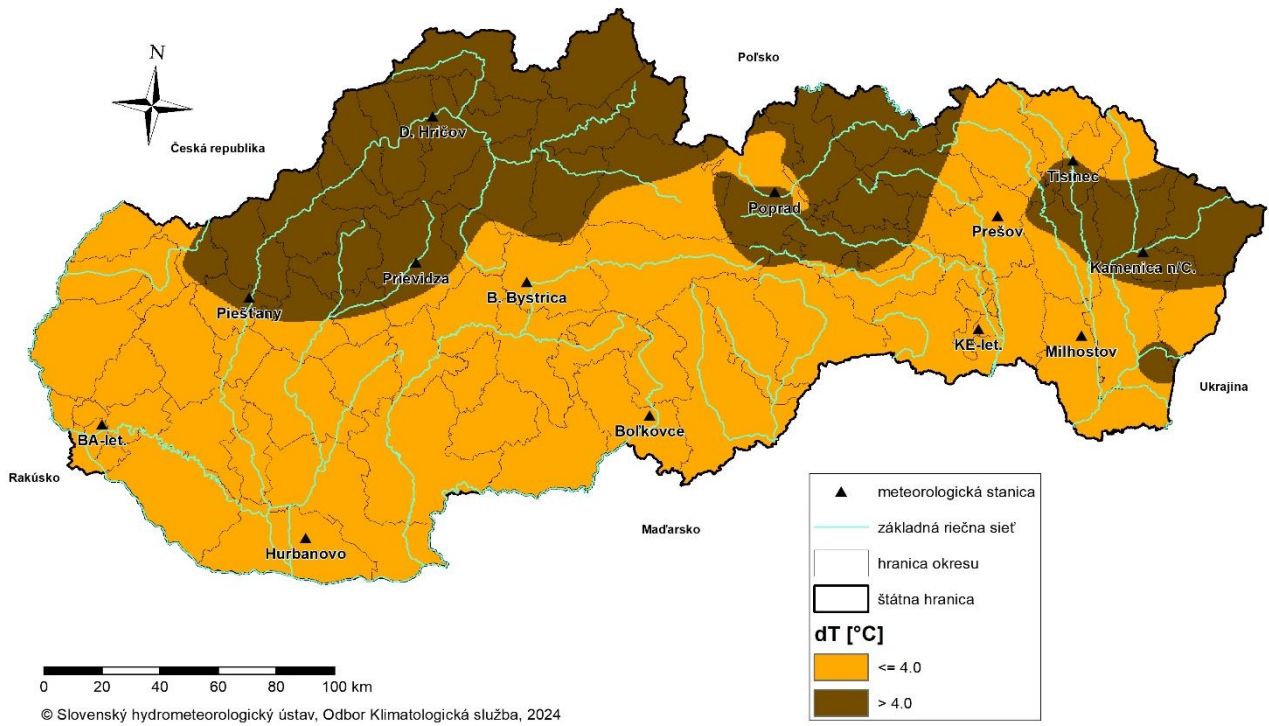 N
Poľsko
Česká republika
D. Hričov
Tisinec
Poprad
Prešov
Prievidza
Kamenica n/C.
B. Bystrica
Piešťany
KE-let.
Milhostov
Ukrajina
Boľkovce
BA-let.
Rakúsko
Maďarsko
Hurbanovo
meteorologická stanica
základná riečna sieť
hranica okresu
štátna hranica
dT [°C]
<= 4.0
> 4.0
0 20 40 60 80 100 km
© Slovenský hydrometeorologický ústav, Odbor Klimatologická služba, 2024